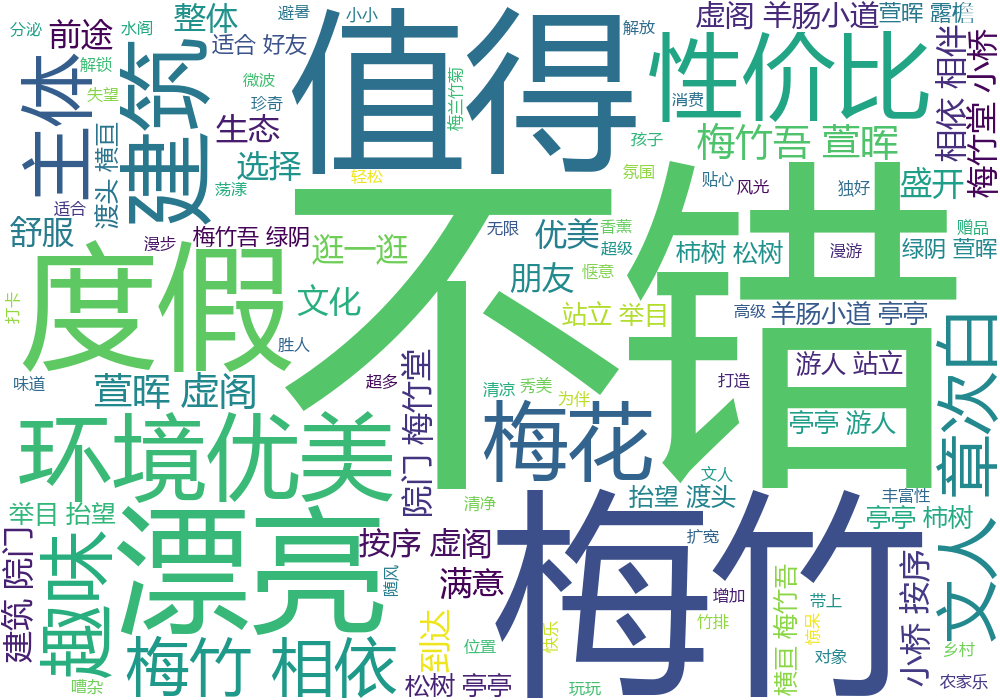 分泌
前途
水阁
整体
避暑
小小
适合 好友
值得
解放
虚阁 羊肠小道
萱晖 露檐
性价比
相依 相伴
梅竹堂 小桥
主体
解锁
失望
建筑
微波
珍奇
梅兰竹菊
消费
生态
孩子
梅竹吾 萱晖
渡头 横亘
选择
轻松
氛围
贴心
风光
独好
盛开
荡漾
适合
舒服
漫步
梅竹吾 绿阴
不错
无限
优美
香薰
超级
赠品
柿树 松树
漫游
绿阴 萱晖
度假
逛一逛
朋友
惬意
打卡
文化
站立 举目
高级
羊肠小道 亭亭
章次白
胜人
味道
萱晖 虚阁
超多
院门 梅竹堂
清凉
秀美
为伴
打造
游人 站立
环境优美
梅花
亭亭 游人
文人
清净
抬望 渡头
丰富性
举目 抬望
漂亮
梅竹
亭亭 柿树
文人
建筑 院门
趣味
按序 虚阁
扩宽
随风
满意
小桥 按序
横亘 梅竹吾
增加
带上
竹排
惊呆
到达
快乐
位置
对象
乡村
梅竹 相依
嘈杂
松树 亭亭
玩玩
农家乐